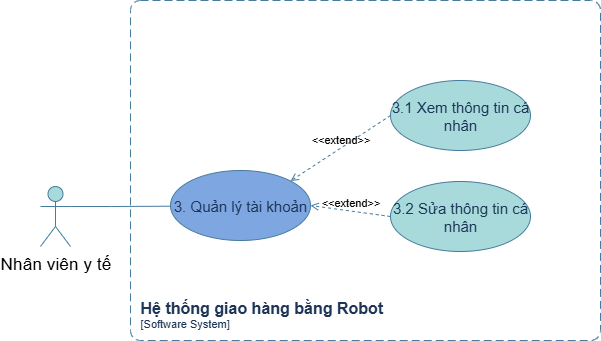 3.1 Xem thông tin cá
nhân
<<extend>>
3. Quản lý tài khoản
<<extend>>
3.2 Sửa thông tin cá
nhân
Nhân viên y tế
Hệ thống giao hàng bằng Robot
[Software System]